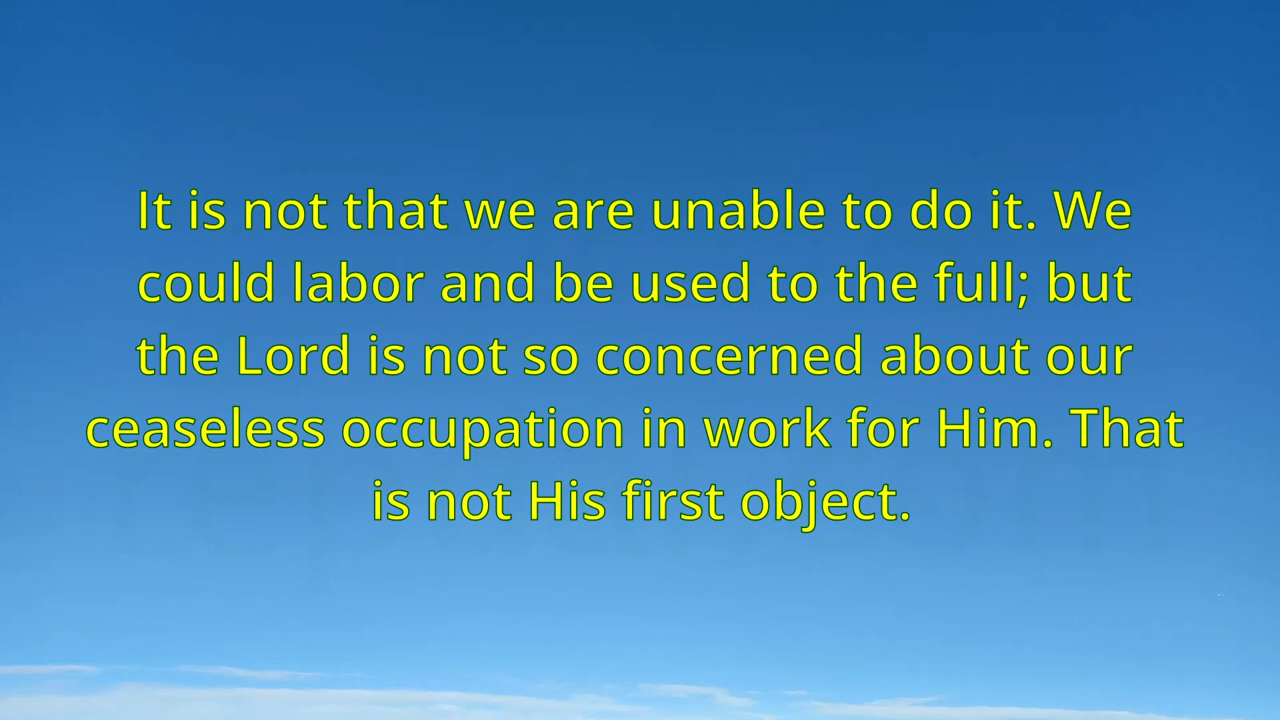 It is not that we are unable to do it. We
could labor and be used to the full; but
the Lord is not so concerned about our
ceaseless occupation in work for Him. That
is not His first object.